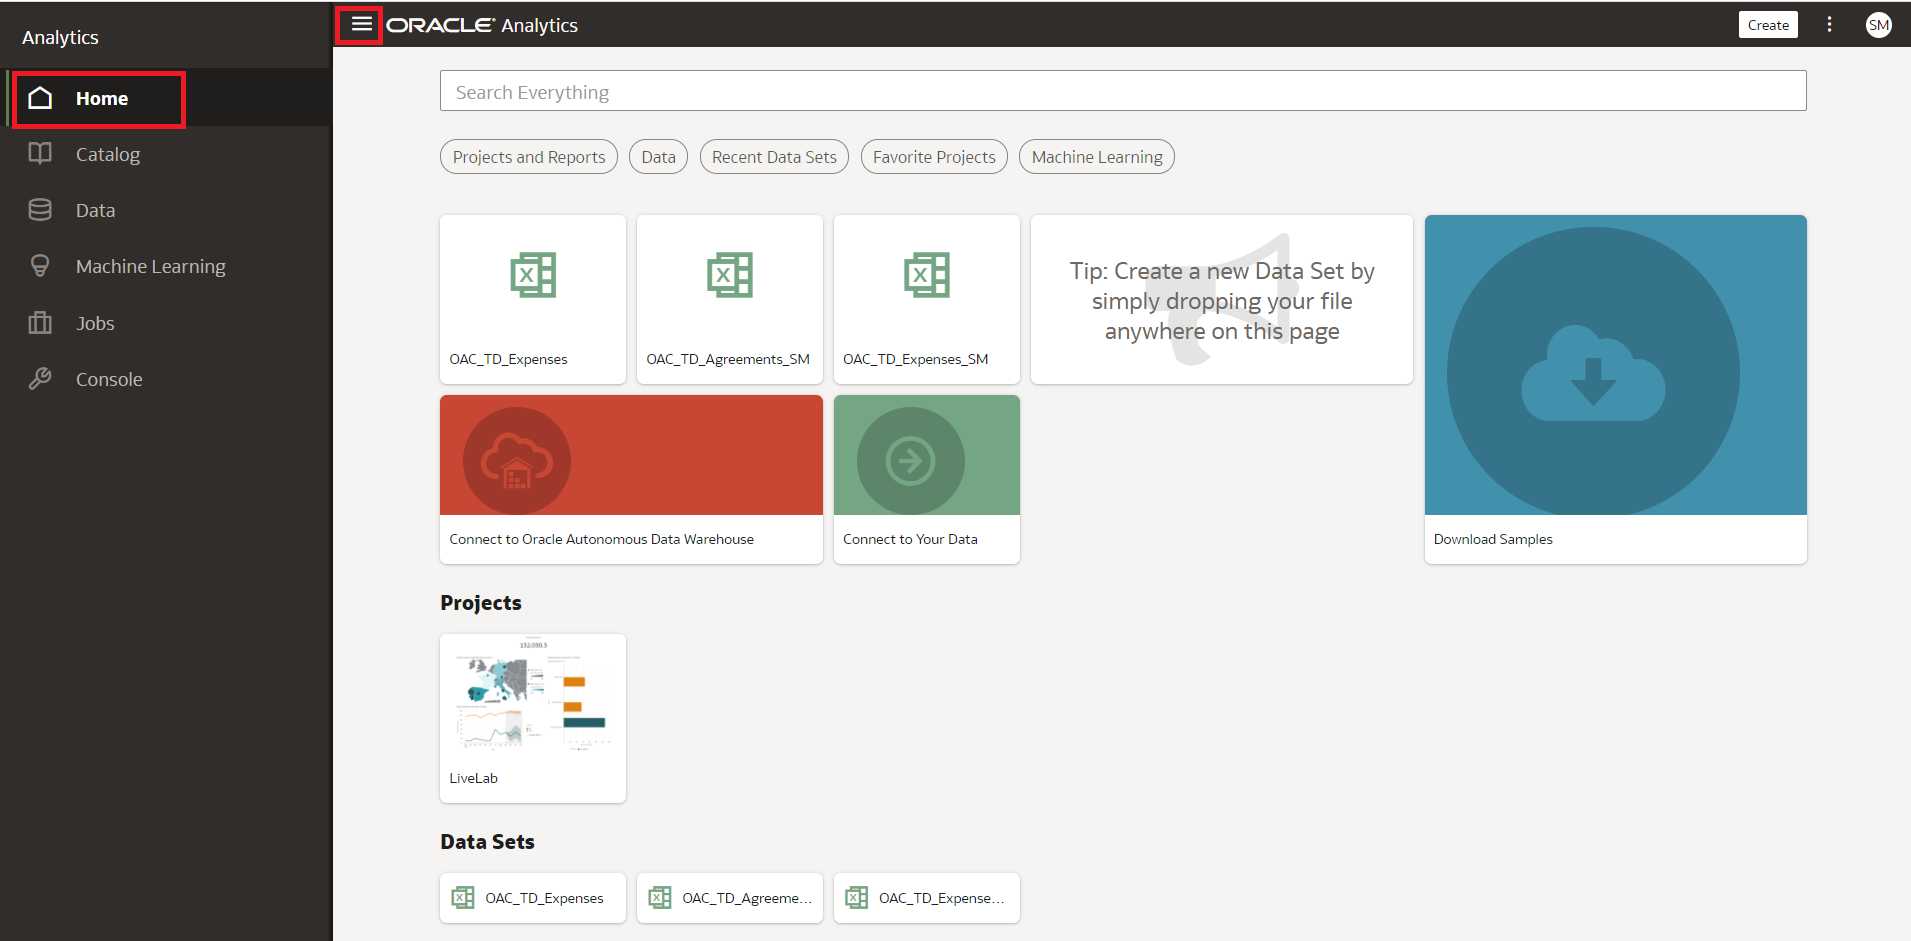 Analytics
Home
Catalog
Data
Machine Learning
Jobs
Console
ORACLE Analytics
Create
SM
Search Everything
Projects and Reports
Data
Recent Data Sets
Favorite Projects
Machine Learning
OAC_TD_Expenses
OAC_TD_Agreements_SM
OAC_TD_Expenses_SM
Tip: Create a new Data Set by
simply dropping your file
anywhere on this page
Connect to Oracle Autonomous Data Warehouse
Connect to Your Data
Download Samples
Projects
132,050.3
LiveLab
Data Sets
OAC_TD_Expenses
OAC_TD_Agreeme...
OAC_TD_Expense...